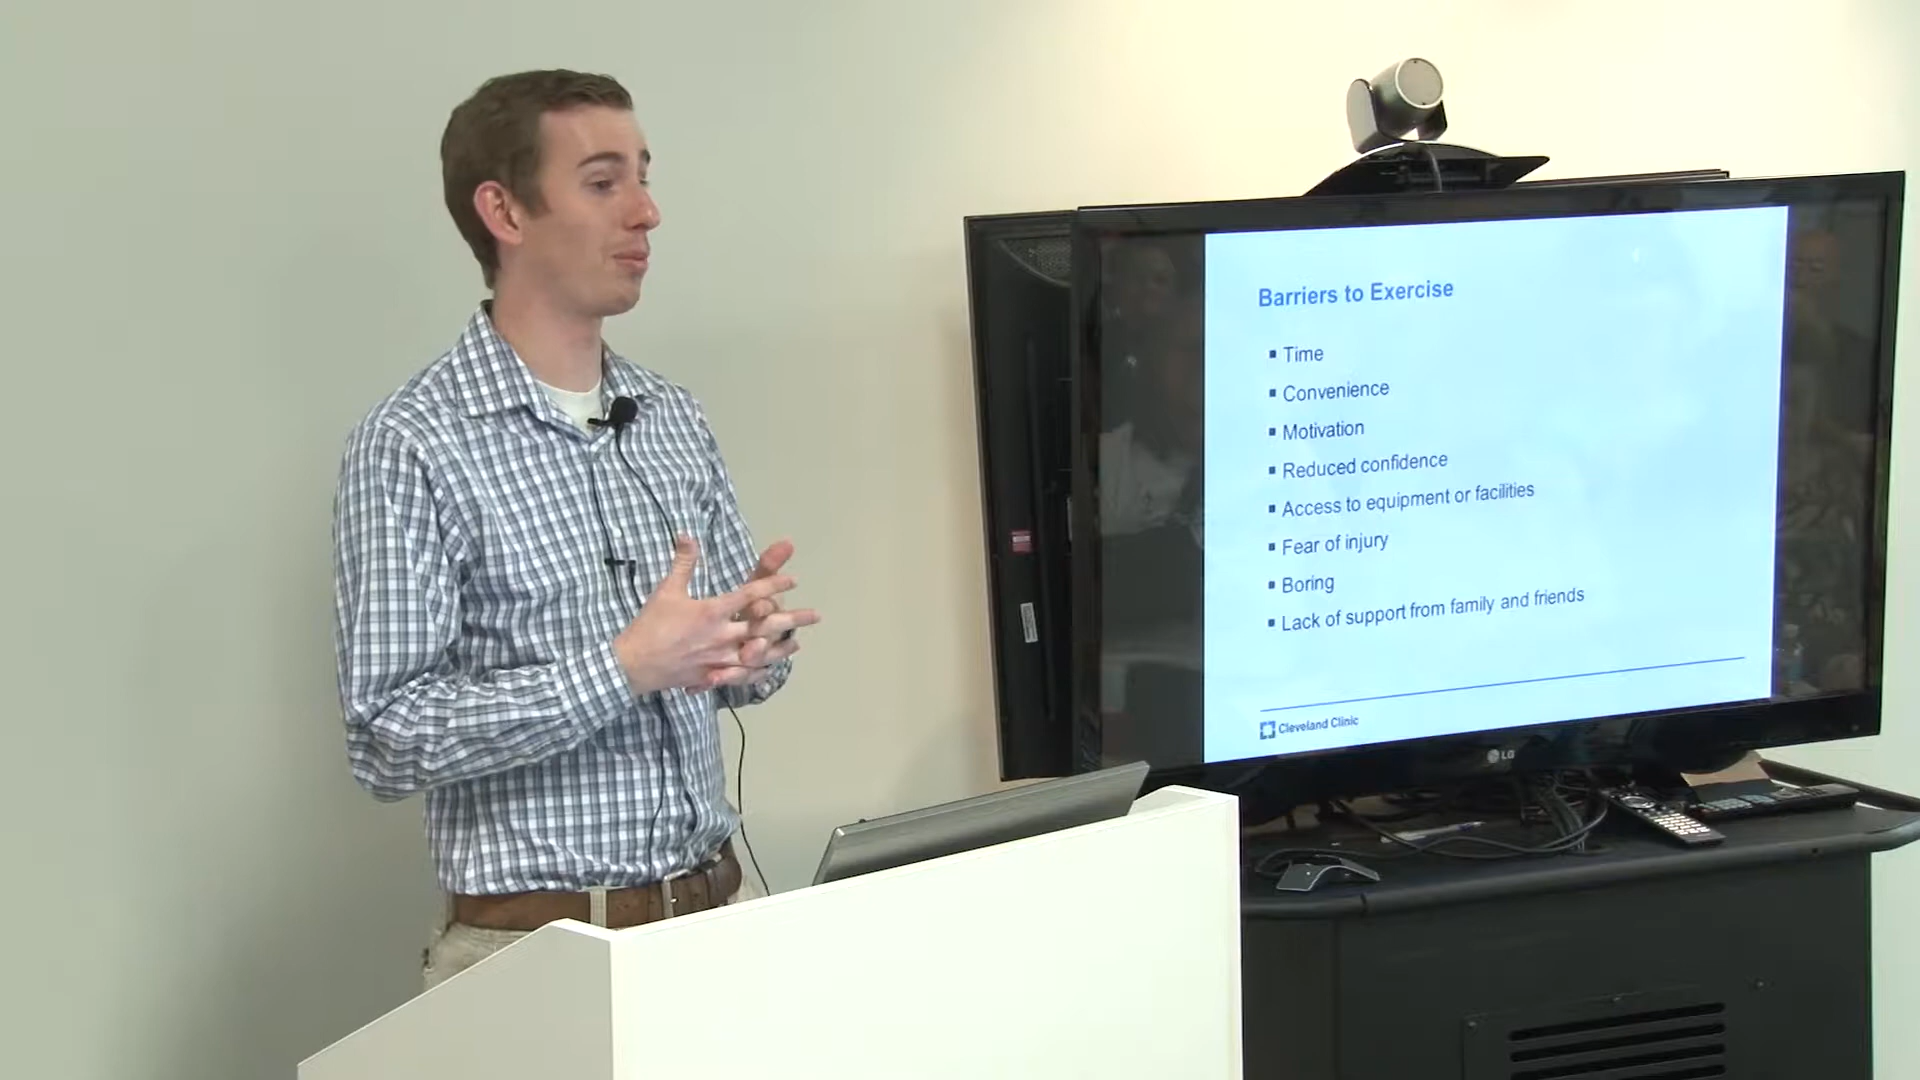 Barriers to Exercise
▪ Time
▪ Convenience
▪ Motivation
▪ Reduced confidence
▪ Access to equipment or facilities
▪ Fear of injury
▪ Boring
▪ Lack of support from family and friends
Cleveland Clinic
LG